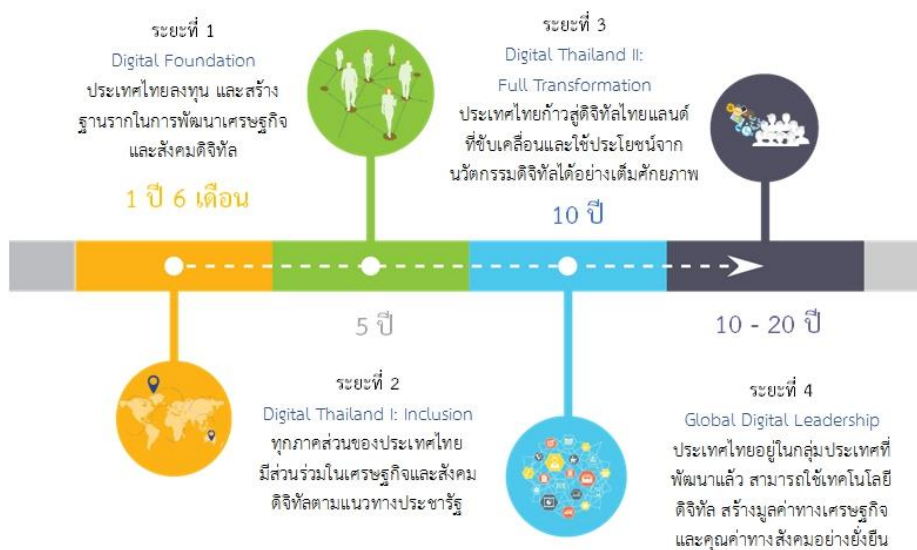 ระยะที่ 1
Digital Foundation
ประเทศไทยลงทุน และสร้าง
ฐานรากในการพัฒนาเศรษฐกิจ
และสังคมดิจิทัล
1 ปี 6 เดือน
ระยะที่ 2
Digital Thailand I: Inclusion
ทุกภาคส่วนของประเทศไทย
มีส่วนร่วมในเศรษฐกิจและสังคม
ดิจิทัลตามแนวทางประชารัฐ
5 ปี
ระยะที่ 3
Digital Thailand II:
Full Transformation
ประเทศไทยก้าวสู่ดิจิทัลไทยแลนด์
ที่ขับเคลื่อนและใช้ประโยชน์จาก
นวัตกรรมดิจิทัลได้อย่างเต็มศักยภาพ
10 ปี
ระยะที่ 4
Global Digital Leadership
ประเทศไทยอยู่ในกลุ่มประเทศที่
พัฒนาแล้ว สามารถใช้เทคโนโลยี
ดิจิทัล สร้างมูลค่าทางเศรษฐกิจ
และคุณค่าทางสังคมอย่างยั่งยืน
10 - 20 ปี